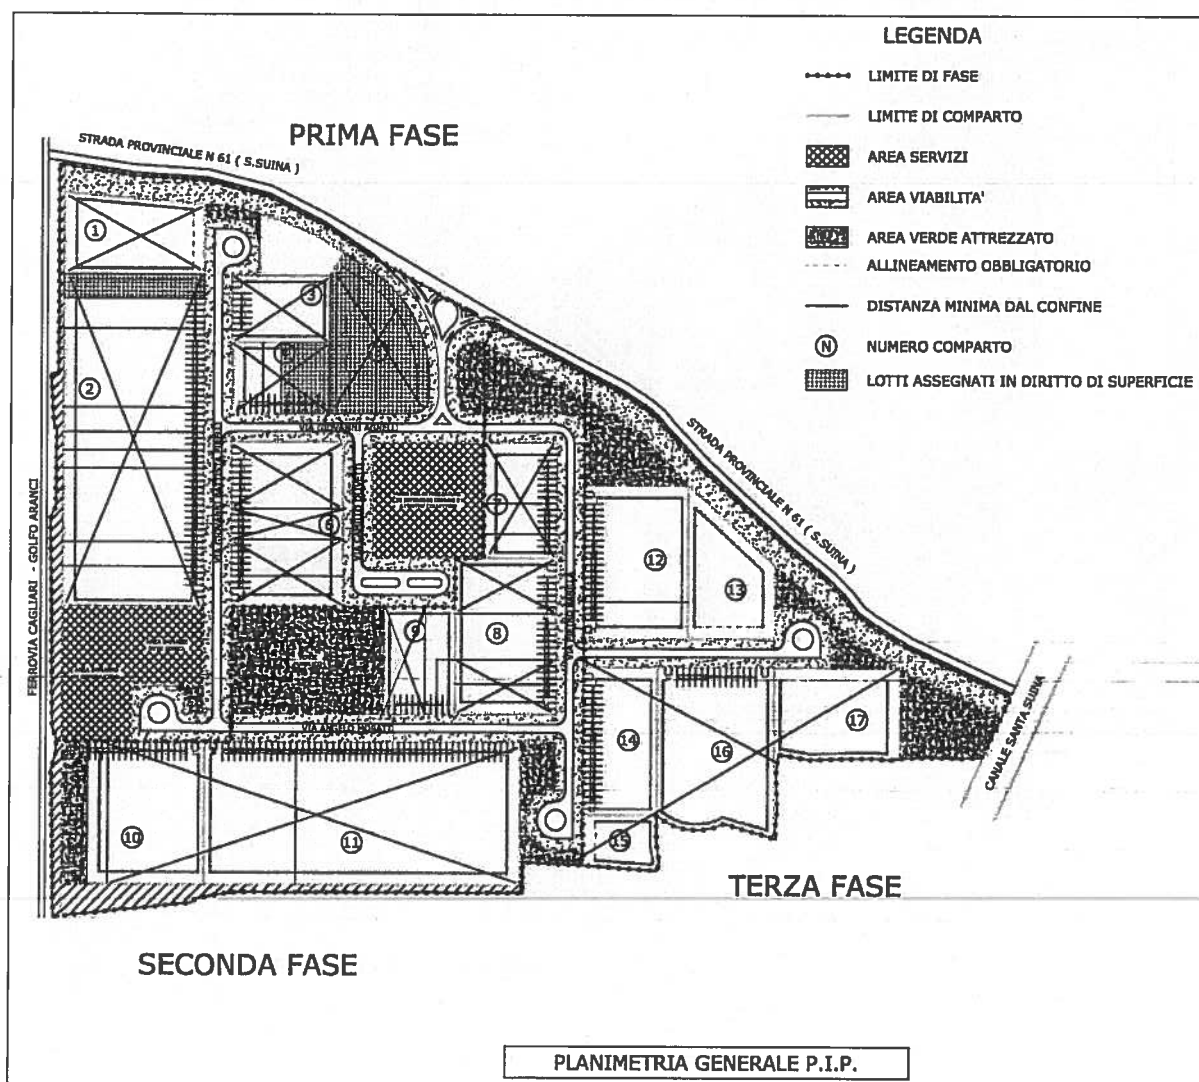 LEGENDA
LIMITE DI FASE
LIMITE DI COMPARTO
AREA SERVIZI
AREA VIABILITA'
AREA VERDE ATTREZZATO
ALLINEAMENTO OBBLIGATORIO
DISTANZA MINIMA DAL CONFINE
N NUMERO COMPARTO
LOTTI ASSEGNATI IN DIRITTO DI SUPERFICIE
PRIMA FASE
STRADA PROVINCIALE N 61 ( S.SUINA )
1
3
2
STRADA PROVINCIALE N 61 ( S.SUINA )
FERROVIA CAGLIARI - GOLFO ARANCI
6
12
13
9
8
14
16
17
CANALE SANTA SUINA
10
11
15
TERZA FASE
SECONDA FASE
PLANIMETRIA GENERALE P.I.P.